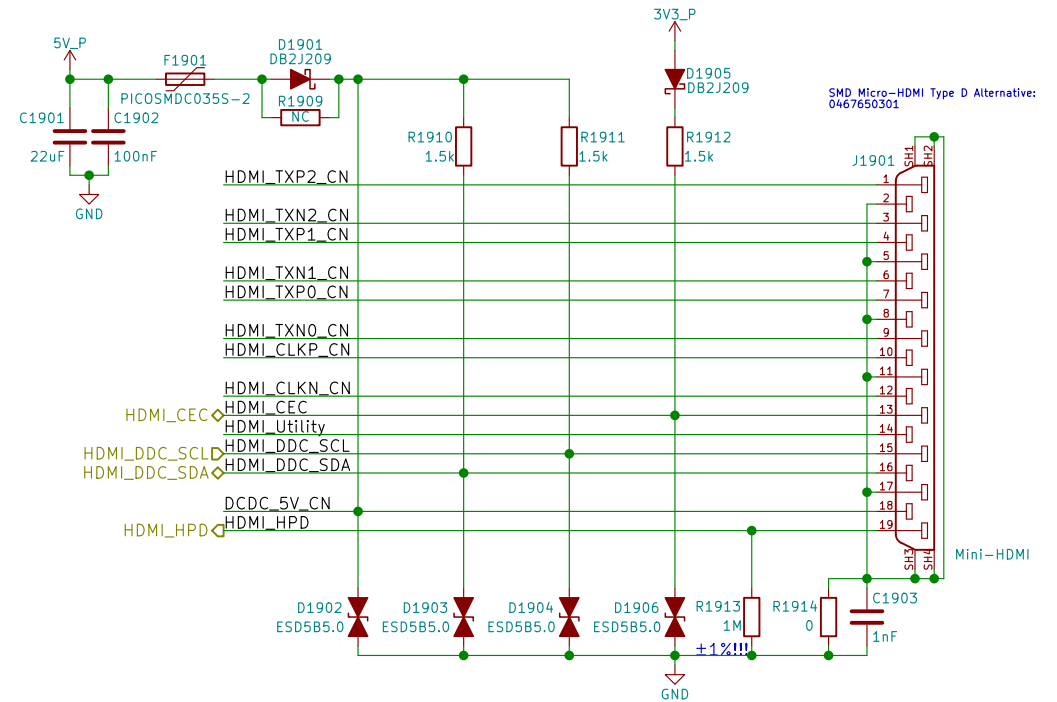 3V3_P
5V_P
D1901
DB2J209
F1901
PICOSMDC035S-2
R1909
NC
D1905
DB2J209
SMD Micro-HDMI Type D Alternative:
0467650301
C1901
22uF
C1902
100nF
GND
R1910
1.5k
R1911
1.5k
R1912
1.5k
J1901
SH1
SH2
HDMI_TXP2_CN
1
2
HDMI_TXN2_CN
3
HDMI_TXP1_CN
4
5
HDMI_TXN1_CN
6
HDMI_TXP0_CN
7
8
HDMI_TXN0_CN
9
HDMI_CLKP_CN
10
11
HDMI_CLKN_CN
12
HDMI_CEC
HDMI_CEC
13
HDMI_Utility
14
HDMI_DDC_SCL
HDMI_DDC_SCL
15
HDMI_DDC_SDA
HDMI_DDC_SDA
16
17
DCDC_5V_CN
18
HDMI_HPD
HDMI_HPD
19
SH3
SH4
Mini-HDMI
D1902
ESD5B5.0
D1903
ESD5B5.0
D1904
ESD5B5.0
D1906
ESD5B5.0
R1913
1M
±1%!!!
R1914
0
C1903
1nF
GND